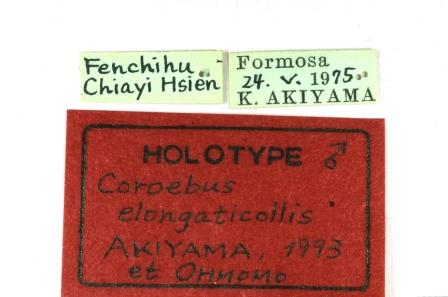 Fenchihu
Chiayi Hsien
Formosa
24. V. 1975
K. AKIYAMA
HOLOTYPE ♂
Coroebus
elongaticollis
AKIYAMA, 1993
et OHMOMO